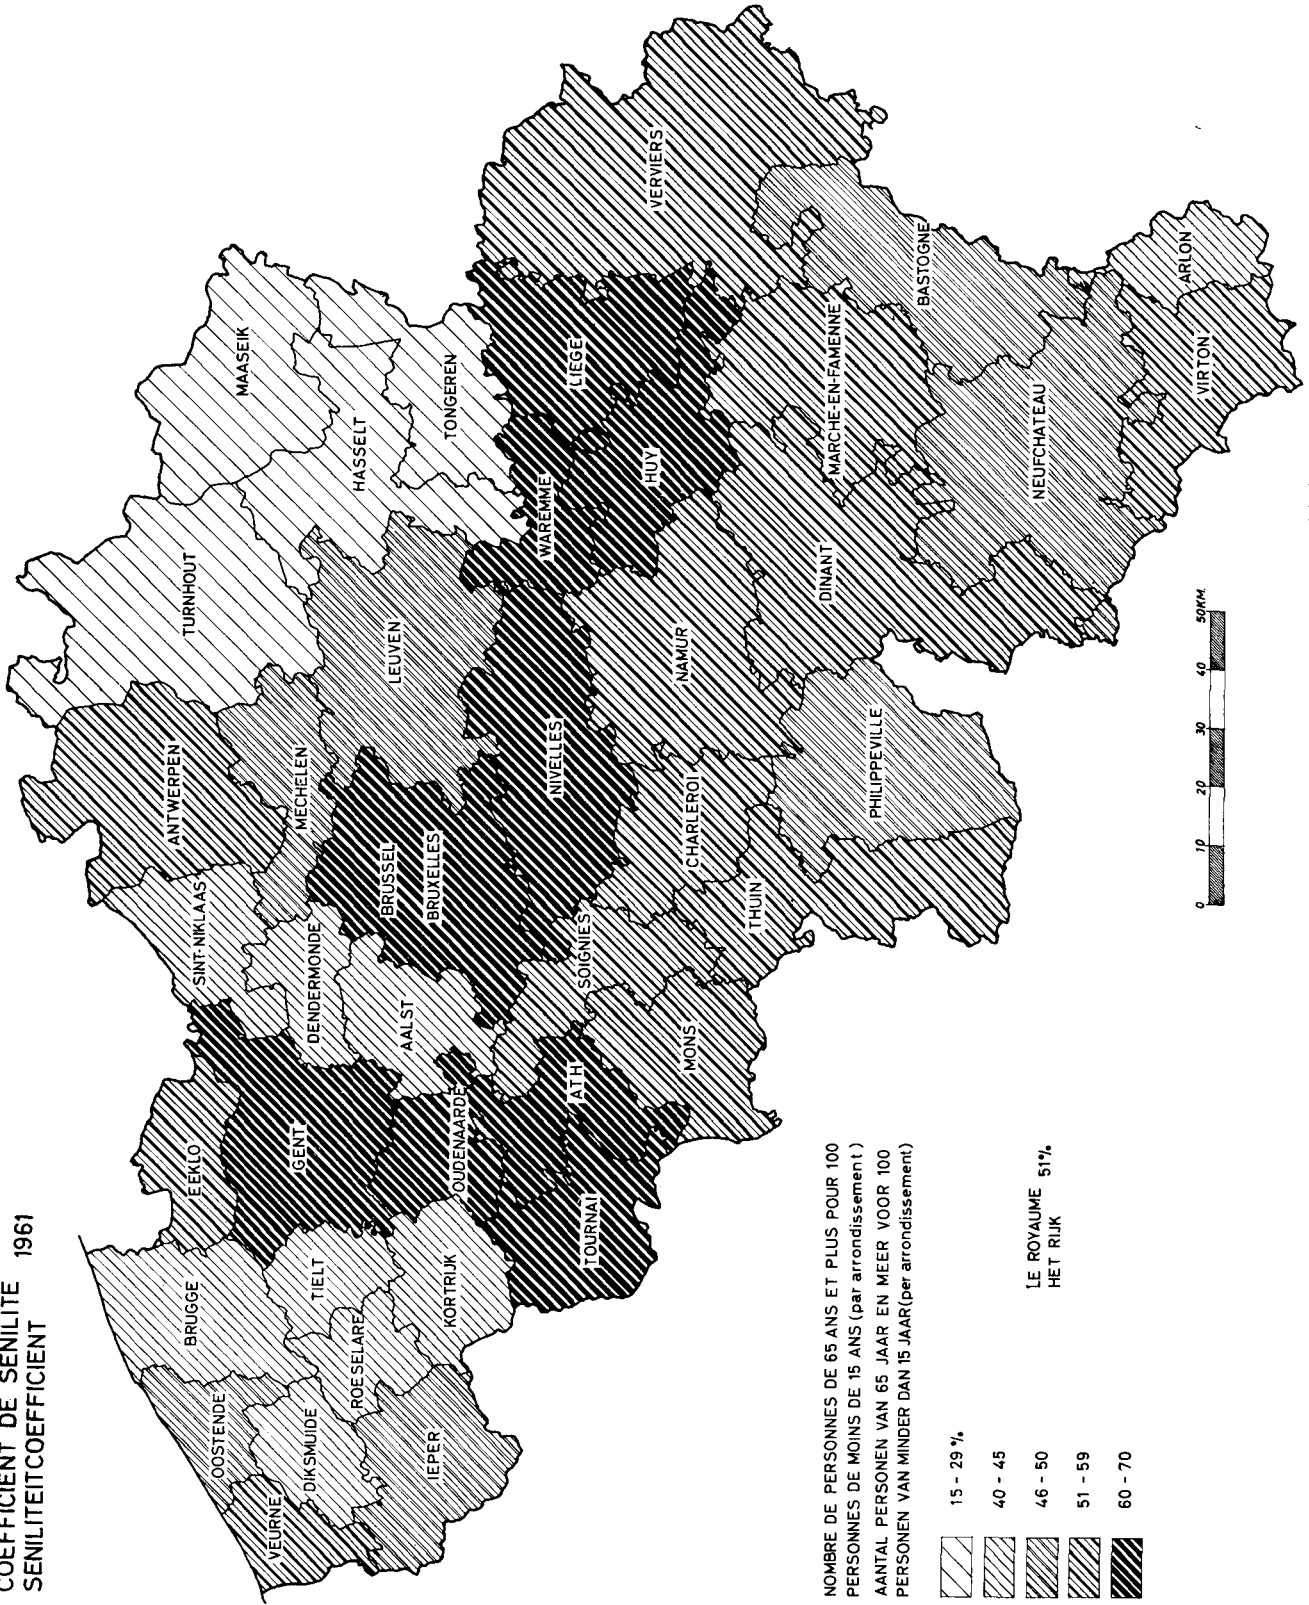 COEFFICIENT DE SENILITE 1961
SENILITEITCOEFFICIENT
VEURNE
OOSTENDE
DIKSMUIDE
IEPER
BRUGGE
ROESELARE
TIELT
KORTRIJK
EEKLO
GENT
OUDENAARDE
TOURNAI
ATH
SINT-NIKLAAS
DENDERMONDE
AALST
MONS
SOIGNIES
ANTWERPEN
MECHELEN
BRUSSEL
BRUXELLES
NIVELLES
CHARLEROI
THUIN
PHILIPPEVILLE
TURNHOUT
LEUVEN
NAMUR
DINANT
MAASEIK
HASSELT
TONGEREN
WAREMME
LIEGE
HUY
MARCHE-EN-FAMENNE
NEUFCHATEAU
VERVIERS
BASTOGNE
VIRTON
ARLON
NOMBRE DE PERSONNES DE 65 ANS ET PLUS POUR 100
PERSONNES DE MOINS DE 15 ANS (par arrondissement)
AANTAL PERSONEN VAN 65 JAAR EN MEER VOOR 100
PERSONEN VAN MINDER DAN 15 JAAR (per arrondissement)
15 - 29 %
40 - 45
46 - 50
51 - 59
60 - 70
LE ROYAUME 51%
HET RIJK
0 10 20 30 40 50KM.